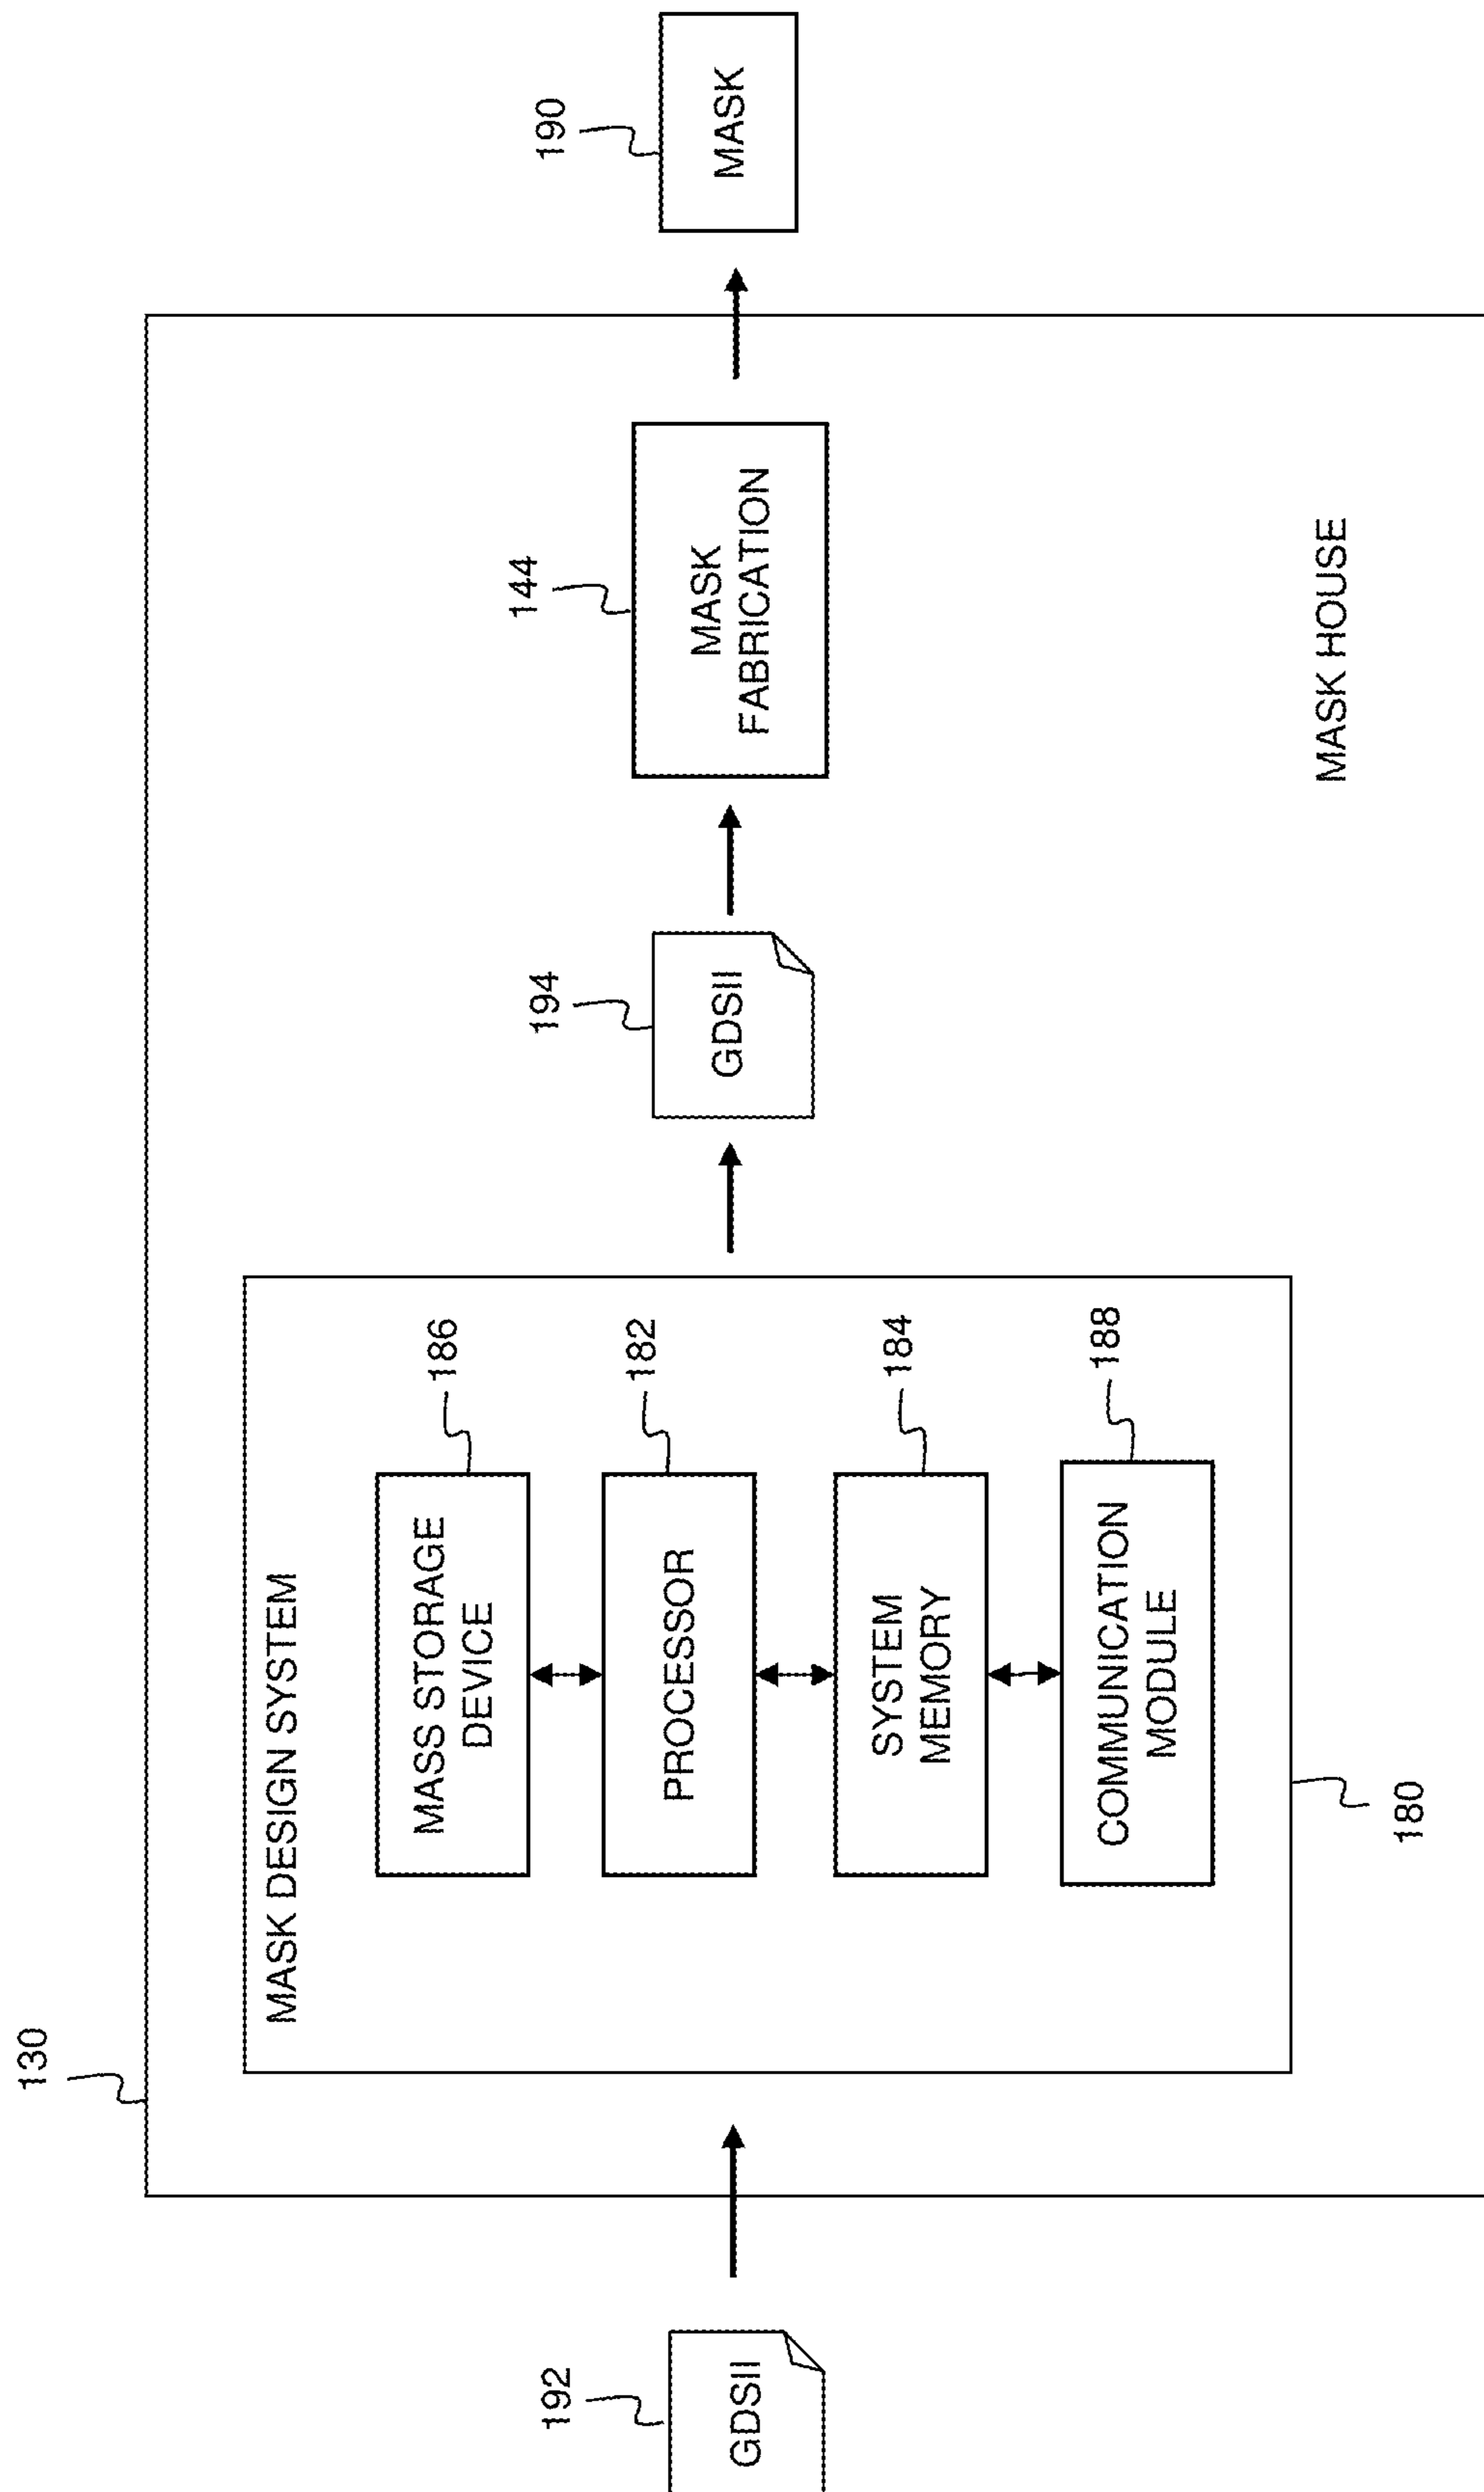 130
MASK DESIGN SYSTEM
MASS STORAGE
DEVICE
186
PROCESSOR
182
SYSTEM
MEMORY
184
COMMUNICATION
MODULE
188
180
192
GDSII
194
GDSII
144
MASK
FABRICATION
190
MASK
MASK HOUSE